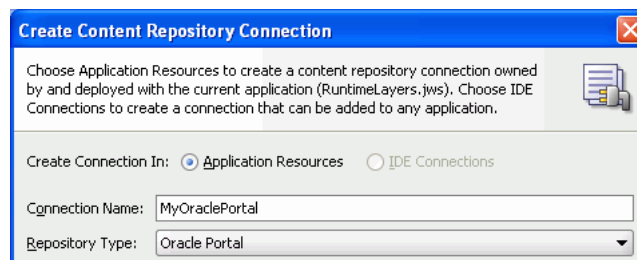 Create Content Repository Connection
Choose Application Resources to create a content repository connection owned
by and deployed with the current application (RuntimeLayers.jws). Choose IDE
Connections to create a connection that can be added to any application.
Create Connection In: Application Resources IDE Connections
Connection Name: MyOraclePortal
Repository Type: Oracle Portal